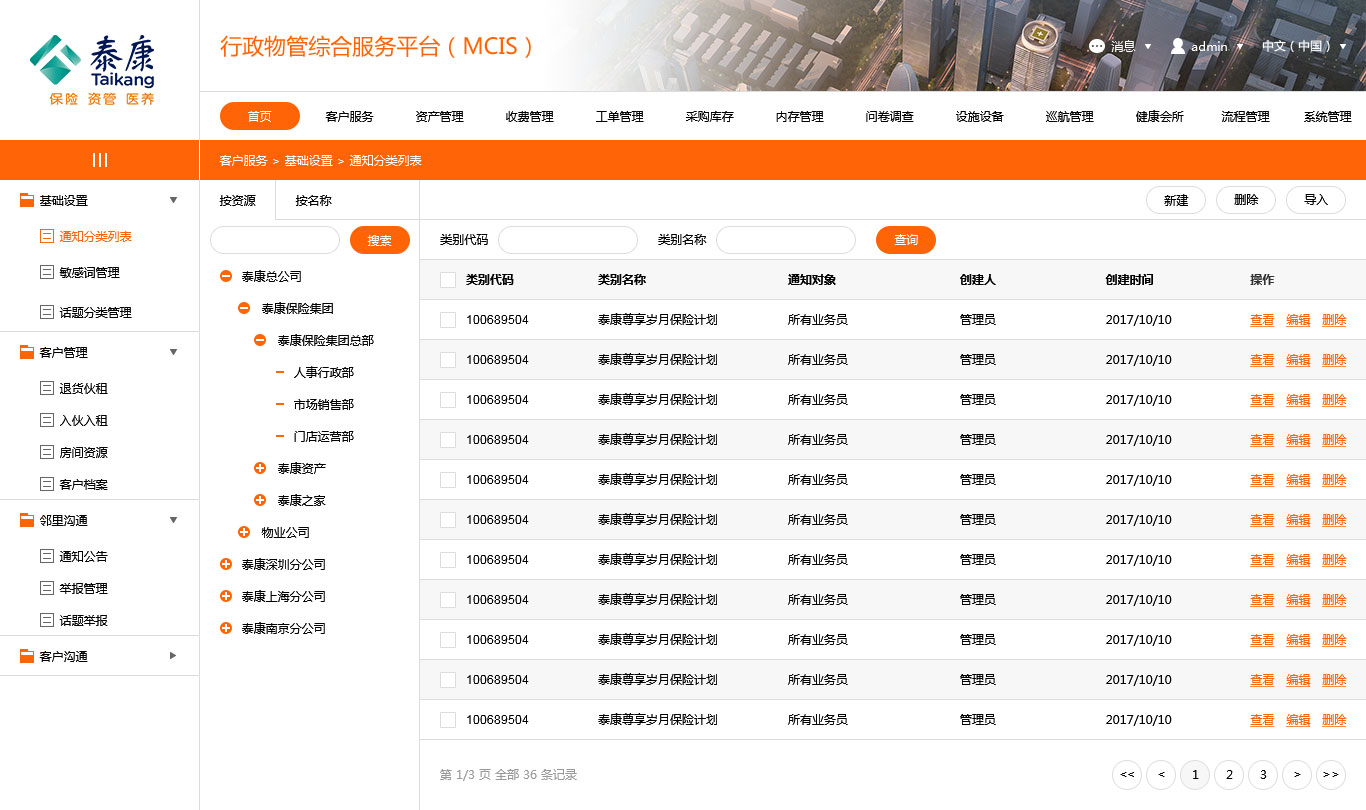 泰康
Taikang
保险 资管 医养
行政物管综合服务平台（MCIS）
消息 ▼ admin ▼ 中文（中国） ▼
首页 客户服务 资产管理 收费管理 工单管理 采购库存 内存管理 问卷调查 设施设备 巡航管理 健康会所 流程管理 系统管理
客户服务 > 基础设置 > 通知分类列表
基础设置
通知分类列表
敏感词管理
话题分类管理
客户管理
退货伙租
入伙入租
房间资源
客户档案
邻里沟通
通知公告
举报管理
话题举报
客户沟通
按资源 按名称
搜索
泰康总公司
泰康保险集团
泰康保险集团总部
人事行政部
市场销售部
门店运营部
泰康资产
泰康之家
物业公司
泰康深圳分公司
泰康上海分公司
泰康南京分公司
新建 删除 导入
类别代码 类别名称 查询
类别代码 类别名称 通知对象 创建人 创建时间 操作
100689504 泰康尊享岁月保险计划 所有业务员 管理员 2017/10/10 查看 编辑 删除
100689504 泰康尊享岁月保险计划 所有业务员 管理员 2017/10/10 查看 编辑 删除
100689504 泰康尊享岁月保险计划 所有业务员 管理员 2017/10/10 查看 编辑 删除
100689504 泰康尊享岁月保险计划 所有业务员 管理员 2017/10/10 查看 编辑 删除
100689504 泰康尊享岁月保险计划 所有业务员 管理员 2017/10/10 查看 编辑 删除
100689504 泰康尊享岁月保险计划 所有业务员 管理员 2017/10/10 查看 编辑 删除
100689504 泰康尊享岁月保险计划 所有业务员 管理员 2017/10/10 查看 编辑 删除
100689504 泰康尊享岁月保险计划 所有业务员 管理员 2017/10/10 查看 编辑 删除
100689504 泰康尊享岁月保险计划 所有业务员 管理员 2017/10/10 查看 编辑 删除
100689504 泰康尊享岁月保险计划 所有业务员 管理员 2017/10/10 查看 编辑 删除
100689504 泰康尊享岁月保险计划 所有业务员 管理员 2017/10/10 查看 编辑 删除
第 1/3 页 全部 36 条记录
<< < 1 2 3 > >>